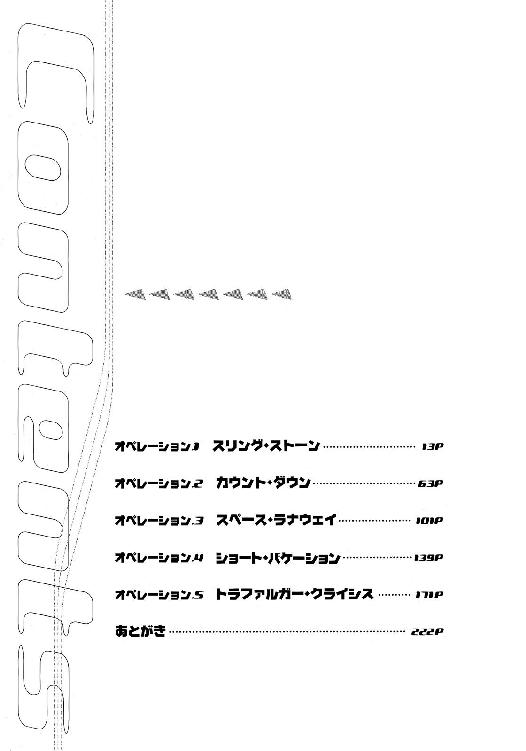 Contents
オペレーション.1 スリング・ストーン 13P
オペレーション.2 カウント・ダウン 63P
オペレーション.3 スペース・ラナウェイ 101P
オペレーション.4 ショート・バケーション 139P
オペレーション.5 トラファルガー・クライシス 171P
あとがき 222P